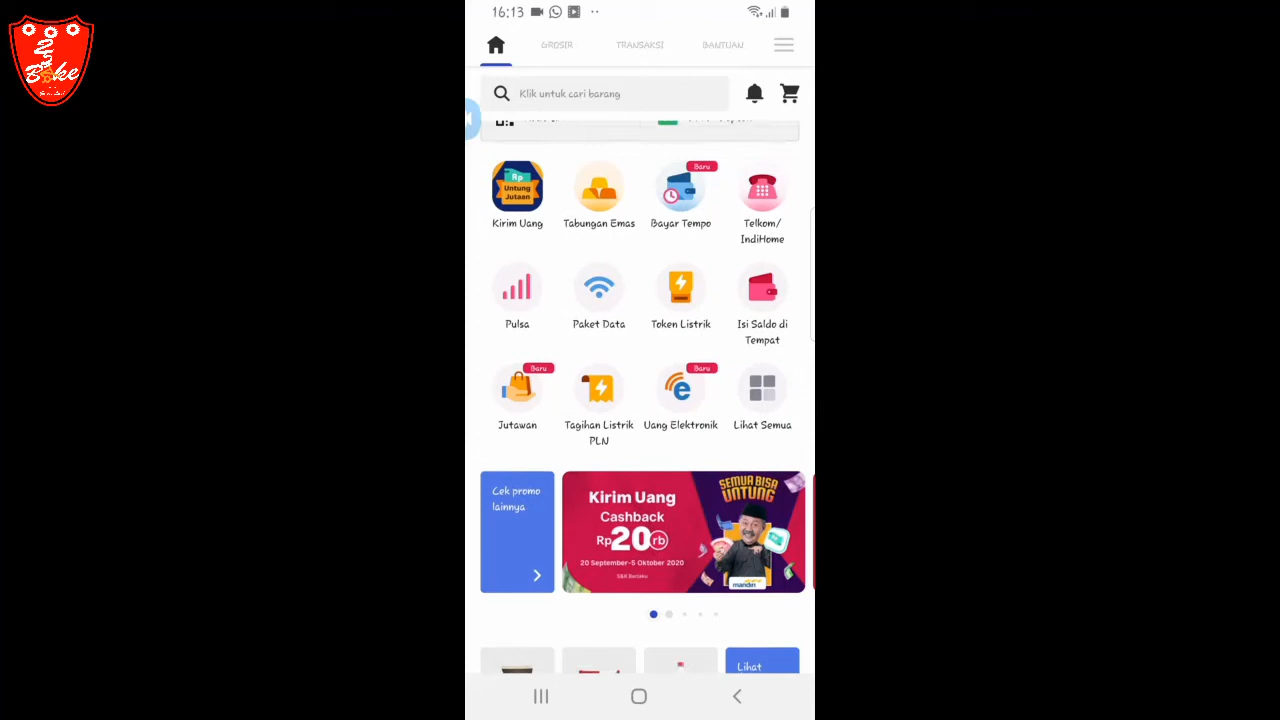 16:13
GROSIR TRANSAKSI BANTUAN
Klik untuk cari barang
Rp
Untung
Jutaan
Kirim Uang
Tabungan Emas
Baru
Bayar Tempo
Telkom/
IndiHome
Pulsa
Paket Data
Token Listrik
Isi Saldo di
Tempat
Baru
Jutawan
Tagihan Listrik
PLN
Baru
Uang Elektronik
Lihat Semua
Cek promo
lainnya
Kirim Uang
Cashback
Rp20rb
20 September-5 Oktober 2020
S&K Berlaku
SEMUA BISA
UNTUNG
mandiri
Lihat